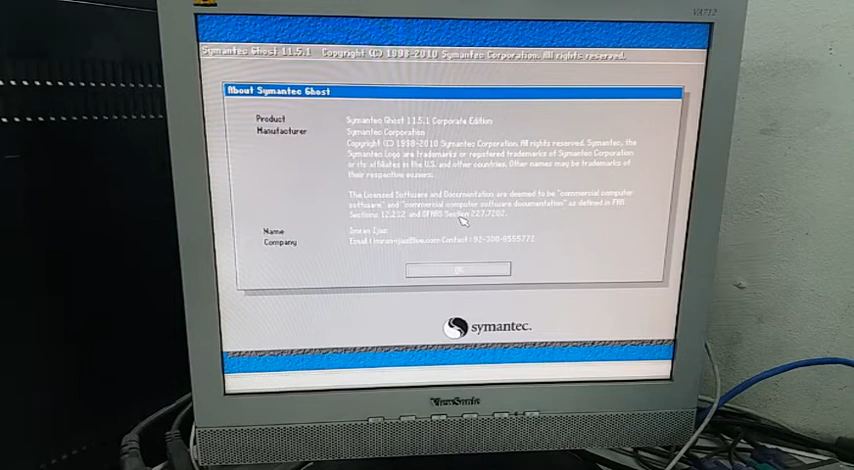 VA712
Symantec Ghost 11.5.1 Copyright (C) 1998-2010 Symantec Corporation. All rights reserved.
About Symantec Ghost
Product Symantec Ghost 11.5.1 Corporate Edition
Manufacturer Symantec Corporation
Copyright (C) 1998-2010 Symantec Corporation. All rights reserved. Symantec, the
Symantec Logo are trademarks or registered trademarks of Symantec Corporation
or its affiliates in the U.S. and other countries. Other names may be trademarks of
their respective owners.
The Licensed Software and Documentation are deemed to be "commercial computer
software" and "commercial computer software documentation" as defined in FAR
Sections 12.212 and DFARS Section 227.7202.
Name Imran Ijaz
Company Email : Contact :
OK
symantec.
ViewSonic